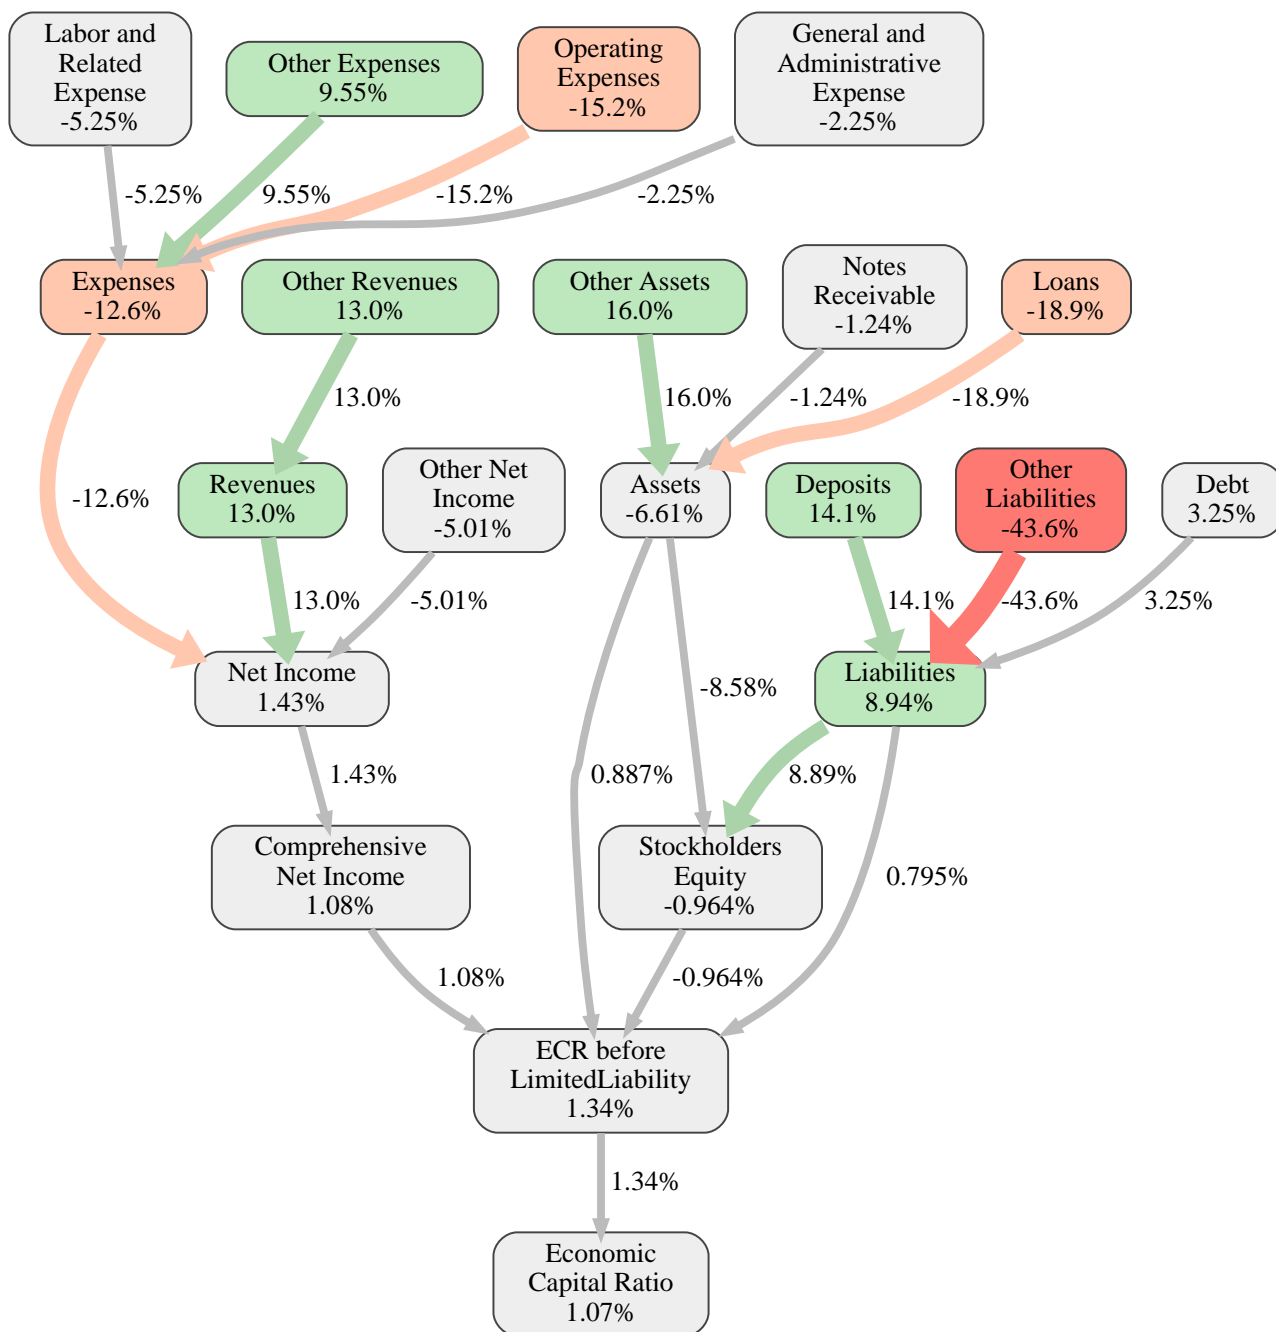 Labor and
Related
Expense
-5.25%
Other Expenses
9.55%
Operating
Expenses
-15.2%
General and
Administrative
Expense
-2.25%
-5.25%
9.55%
-15.2%
-2.25%
Expenses
-12.6%
Other Revenues
13.0%
Other Assets
16.0%
Notes
Receivable
-1.24%
Loans
-18.9%
13.0%
16.0%
-1.24%
-18.9%
-12.6%
Revenues
13.0%
Other Net
Income
-5.01%
Assets
-6.61%
Deposits
14.1%
Other
Liabilities
-43.6%
Debt
3.25%
13.0%
-5.01%
14.1%
-43.6%
3.25%
Net Income
1.43%
-8.58%
Liabilities
8.94%
1.43%
0.887%
8.89%
Comprehensive
Net Income
1.08%
Stockholders
Equity
-0.964%
0.795%
1.08%
-0.964%
ECR before
LimitedLiability
1.34%
1.34%
Economic
Capital Ratio
1.07%